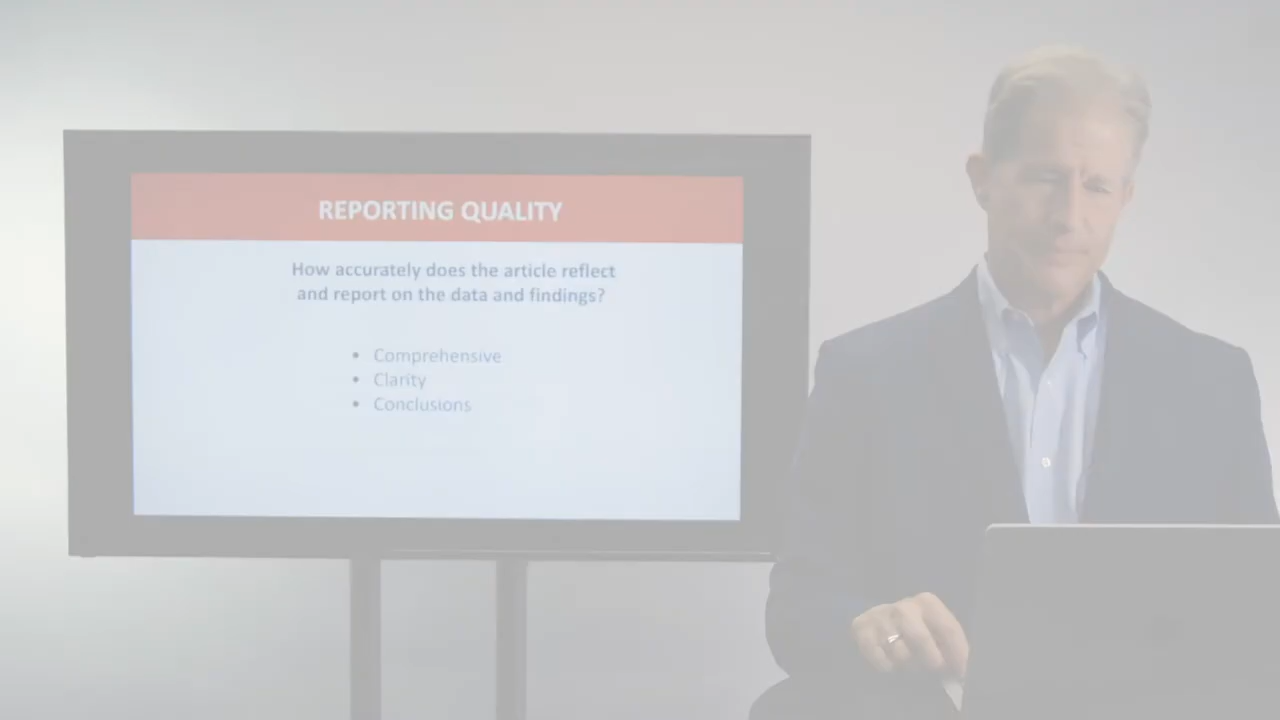 REPORTING QUALITY
How accurately does the article reflect
and report on the data and findings?
• Comprehensive
• Clarity
• Conclusions